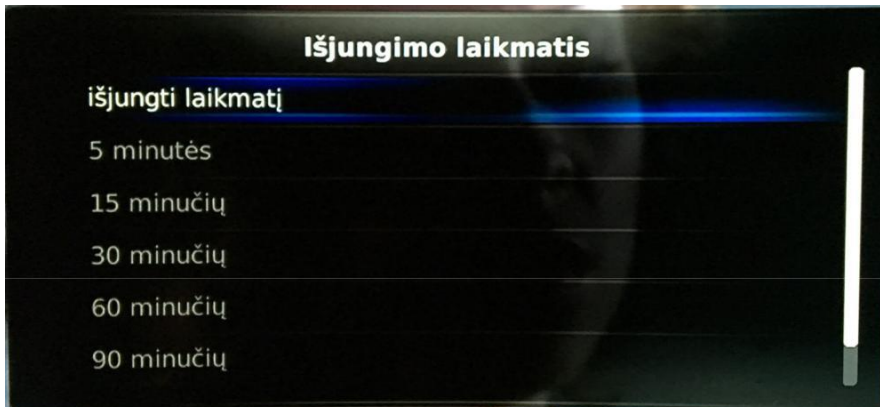 Išjungimo laikmatis
išjungti laikmatį
5 minutės
15 minučių
30 minučių
60 minučių
90 minučių